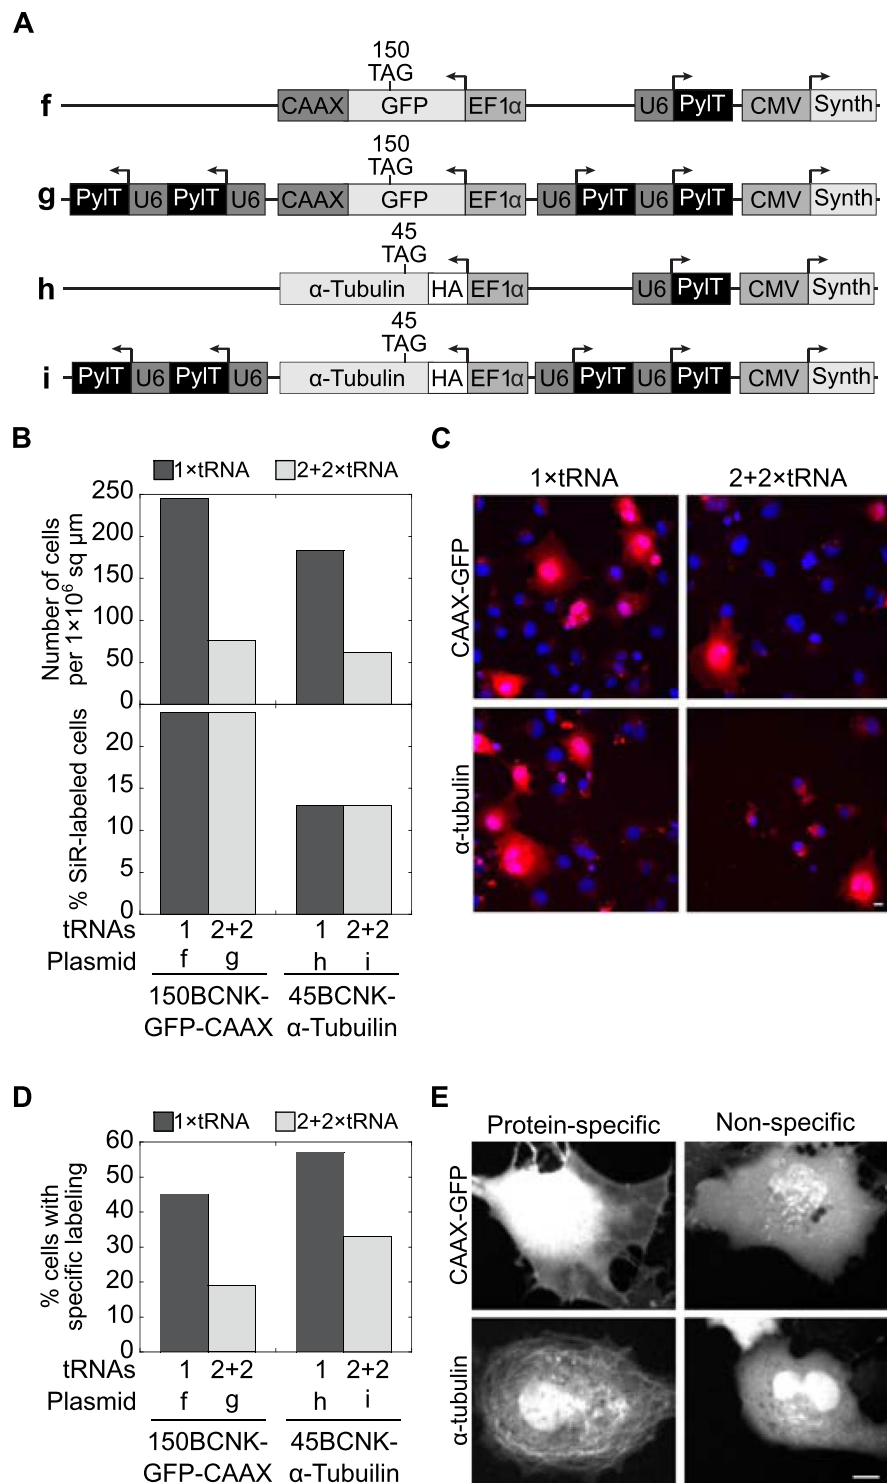 A
150
TAG
f CAAX GFP EF1α U6 PylT CMV Synth
150
TAG
g PylT U6 PylT U6 CAAX GFP EF1α U6 PylT U6 PylT CMV Synth
45
TAG
h α-Tubulin HA EF1α U6 PylT CMV Synth
45
TAG
i PylT U6 PylT U6 α-Tubulin HA EF1α U6 PylT U6 PylT CMV Synth
B
1×tRNA 2+2×tRNA
Number of cells
per 1×10⁶ sq μm
250
200
150
100
50
0
% SiR-labeled cells
20
15
10
5
0
tRNAs 1 2+2 1 2+2
Plasmid f g h i
150BCNK- 45BCNK-
GFP-CAAX α-Tubuilin
C
1×tRNA 2+2×tRNA
CAAX-GFP
α-tubulin
D
1×tRNA 2+2×tRNA
% cells with
specific labeling
60
50
40
30
20
10
0
tRNAs 1 2+2 1 2+2
Plasmid f g h i
150BCNK- 45BCNK-
GFP-CAAX α-Tubuilin
E
Protein-specific Non-specific
CAAX-GFP
α-tubulin